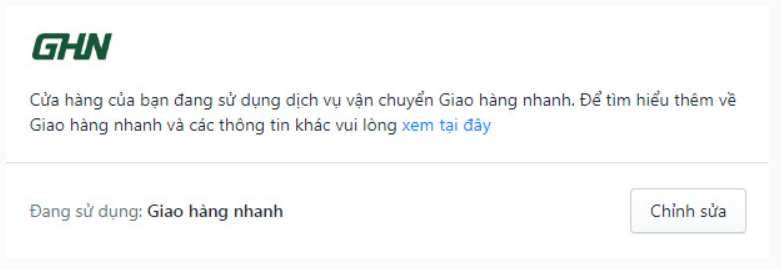 GHN
Cửa hàng của bạn đang sử dụng dịch vụ vận chuyển Giao hàng nhanh. Để tìm hiểu thêm về
Giao hàng nhanh và các thông tin khác vui lòng xem tại đây
Đang sử dụng: Giao hàng nhanh
Chỉnh sửa